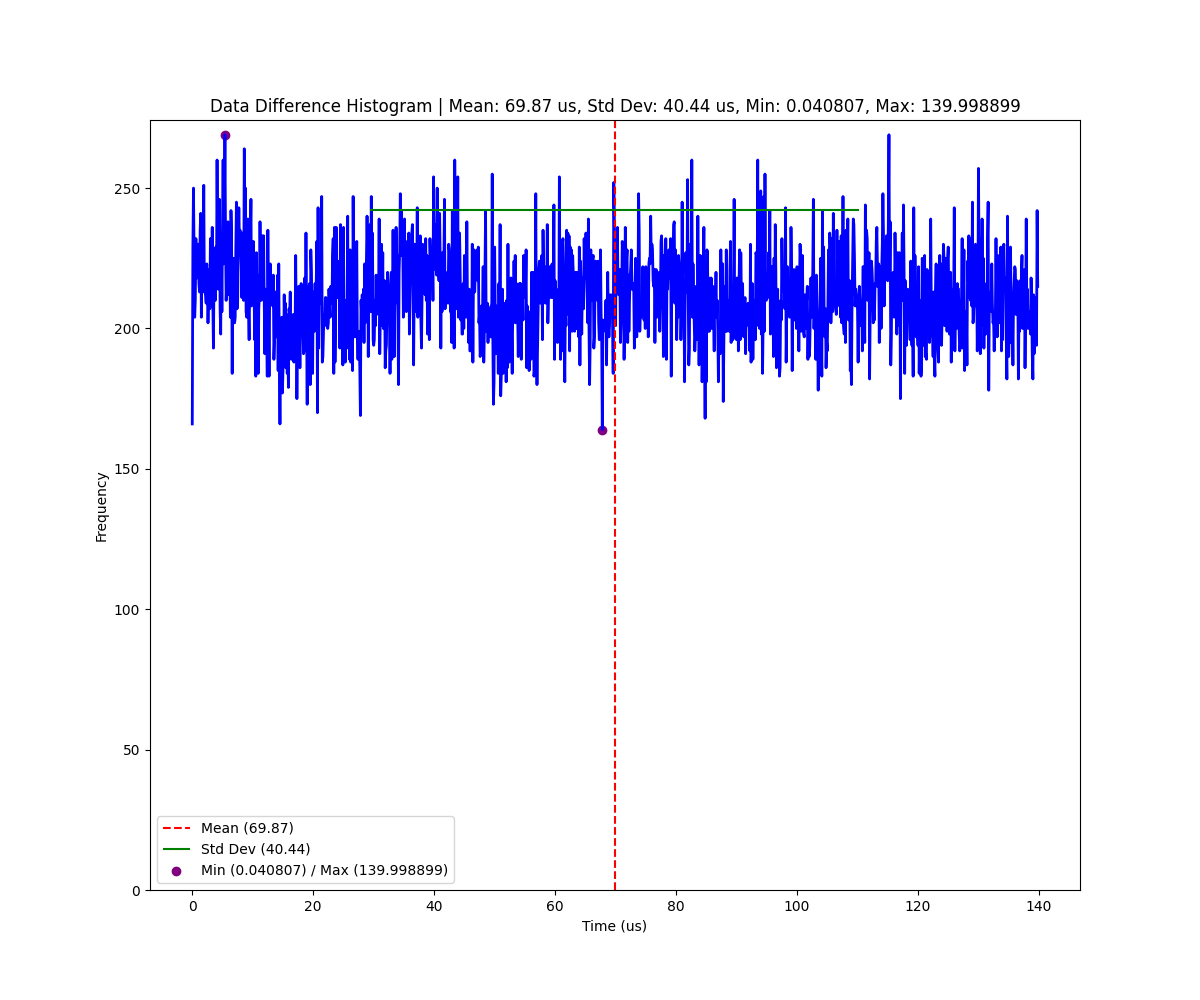 Data Difference Histogram | Mean: 69.87 us, Std Dev: 40.44 us, Min: 0.040807, Max: 139.998899
Frequency
250
200
150
100
50
0
Mean (69.87)
Std Dev (40.44)
Min (0.040807) / Max (139.998899)
0 20 40 60 80 100 120 140
Time (us)